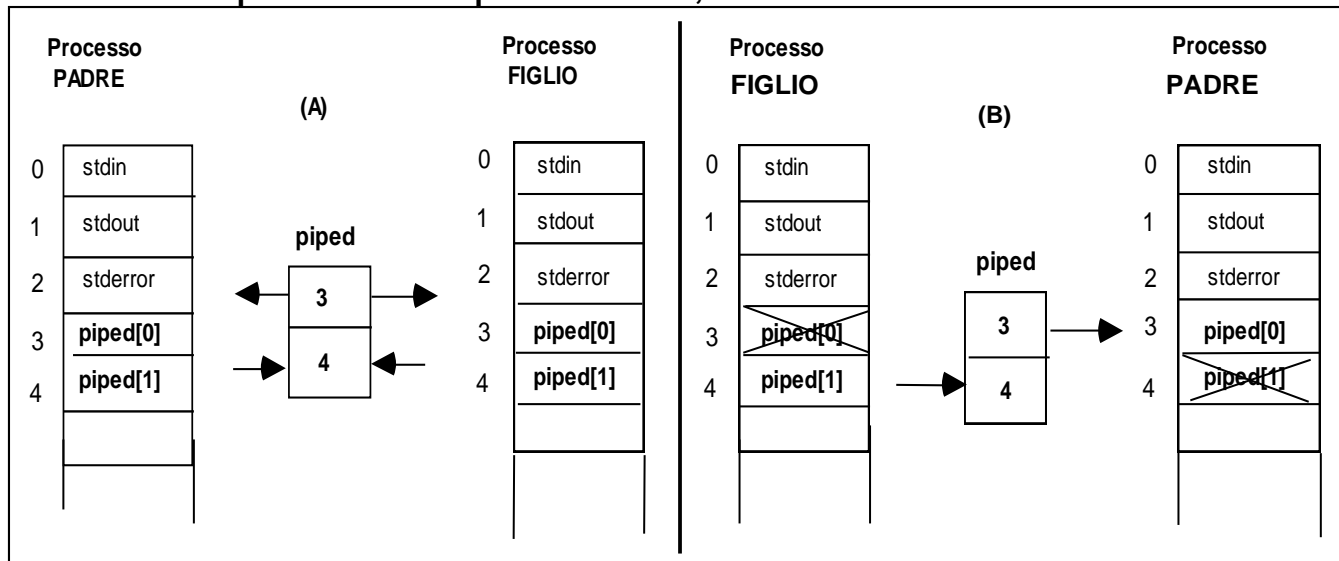 Processo
PADRE
(A)
Processo
FIGLIO
0 stdin
1 stdout
2 stderror
3 piped[0]
4 piped[1]
piped
3
4
0 stdin
1 stdout
2 stderror
3 piped[0]
4 piped[1]
Processo
FIGLIO
(B)
Processo
PADRE
0 stdin
1 stdout
2 stderror
3 piped[0]
4 piped[1]
piped
3
4
0 stdin
1 stdout
2 stderror
3 piped[0]
4 piped[1]